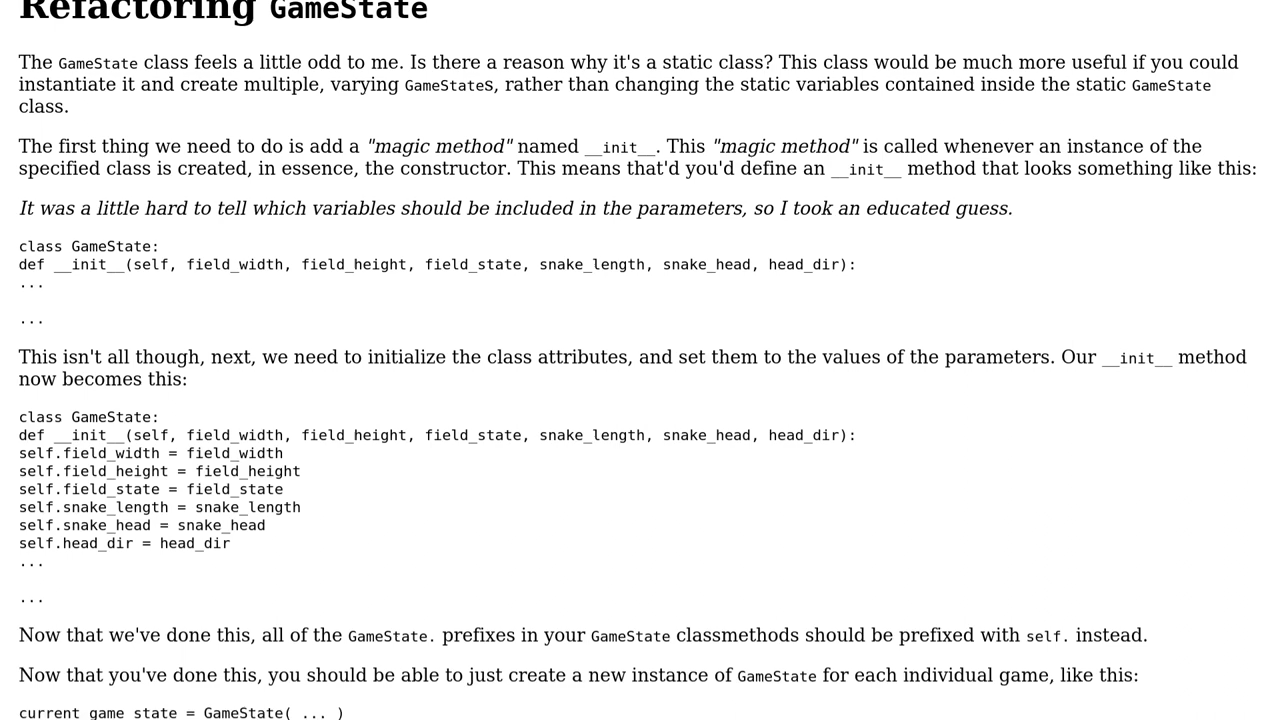 Refactoring GameState
The GameState class feels a little odd to me. Is there a reason why it's a static class? This class would be much more useful if you could
instantiate it and create multiple, varying GameStates, rather than changing the static variables contained inside the static GameState
class.
The first thing we need to do is add a "magic method" named __init__. This "magic method" is called whenever an instance of the
specified class is created, in essence, the constructor. This means that'd you'd define an __init__ method that looks something like this:
It was a little hard to tell which variables should be included in the parameters, so I took an educated guess.
class GameState:
def __init__(self, field_width, field_height, field_state, snake_length, snake_head, head_dir):
...
...
This isn't all though, next, we need to initialize the class attributes, and set them to the values of the parameters. Our __init__ method
now becomes this:
class GameState:
def __init__(self, field_width, field_height, field_state, snake_length, snake_head, head_dir):
self.field_width = field_width
self.field_height = field_height
self.field_state = field_state
self.snake_length = snake_length
self.snake_head = snake_head
self.head_dir = head_dir
...
...
Now that we've done this, all of the GameState. prefixes in your GameState classmethods should be prefixed with self. instead.
Now that you've done this, you should be able to just create a new instance of GameState for each individual game, like this:
current_game_state = GameState( ... )